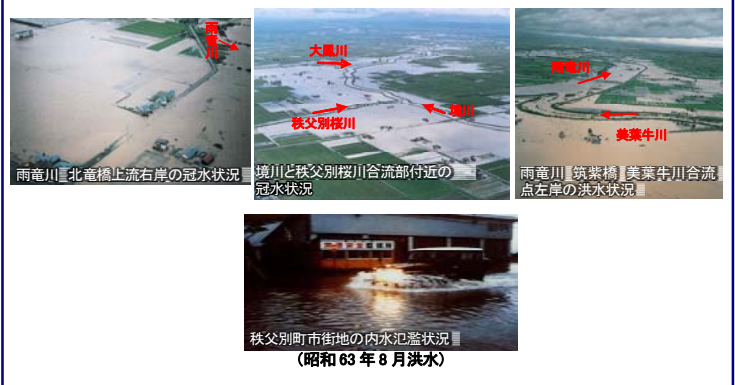 雨竜川
雨竜川 北竜橋上流右岸の冠水状況
大鳳川
秩父別桜川
境川
境川と秩父別桜川合流部付近の
冠水状況
雨竜川
美葉牛川
雨竜川 筑紫橋 美葉牛川合流
点左岸の洪水状況
秩父別町市街地の内水氾濫状況
(昭和 63 年 8 月洪水)